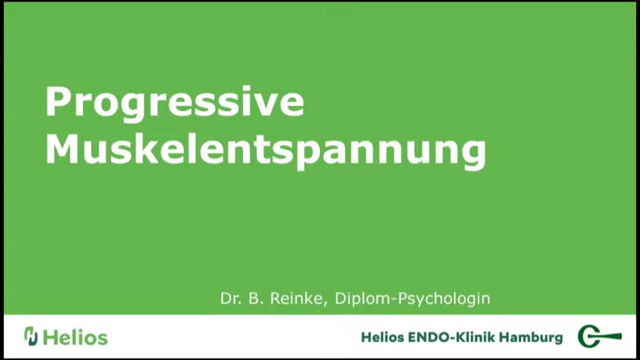 Progressive
Muskelentspannung
Dr. B. Reinke, Diplom-Psychologin
Helios
Helios ENDO-Klinik Hamburg